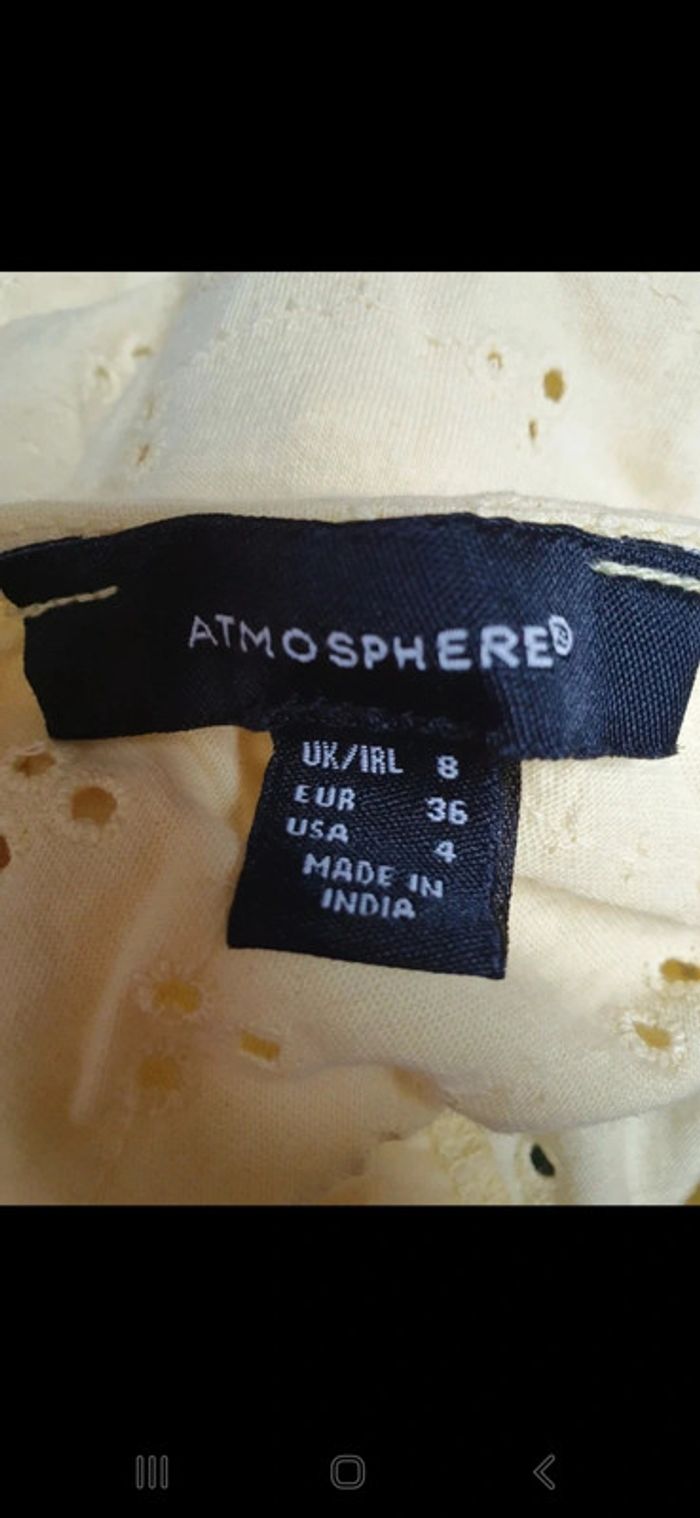 ATMOSPHERE®
UK/IRL 8
EUR 36
USA 4
MADE IN
INDIA